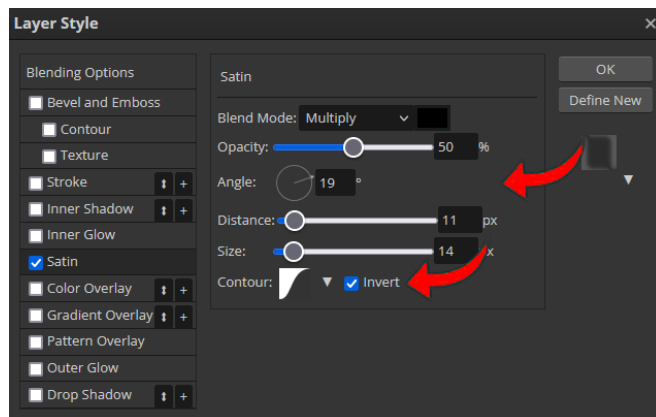 Layer Style
Blending Options
Bevel and Emboss
Contour
Texture
Stroke
+
Inner Shadow
+
Inner Glow
Satin
Color Overlay
+
Gradient Overlay
+
Pattern Overlay
Outer Glow
Drop Shadow
+
Satin
Blend Mode: Multiply
Opacity: 50 %
Angle: 19 °
Distance: 11 px
Size: 14 x
Contour: Invert
OK
Define New